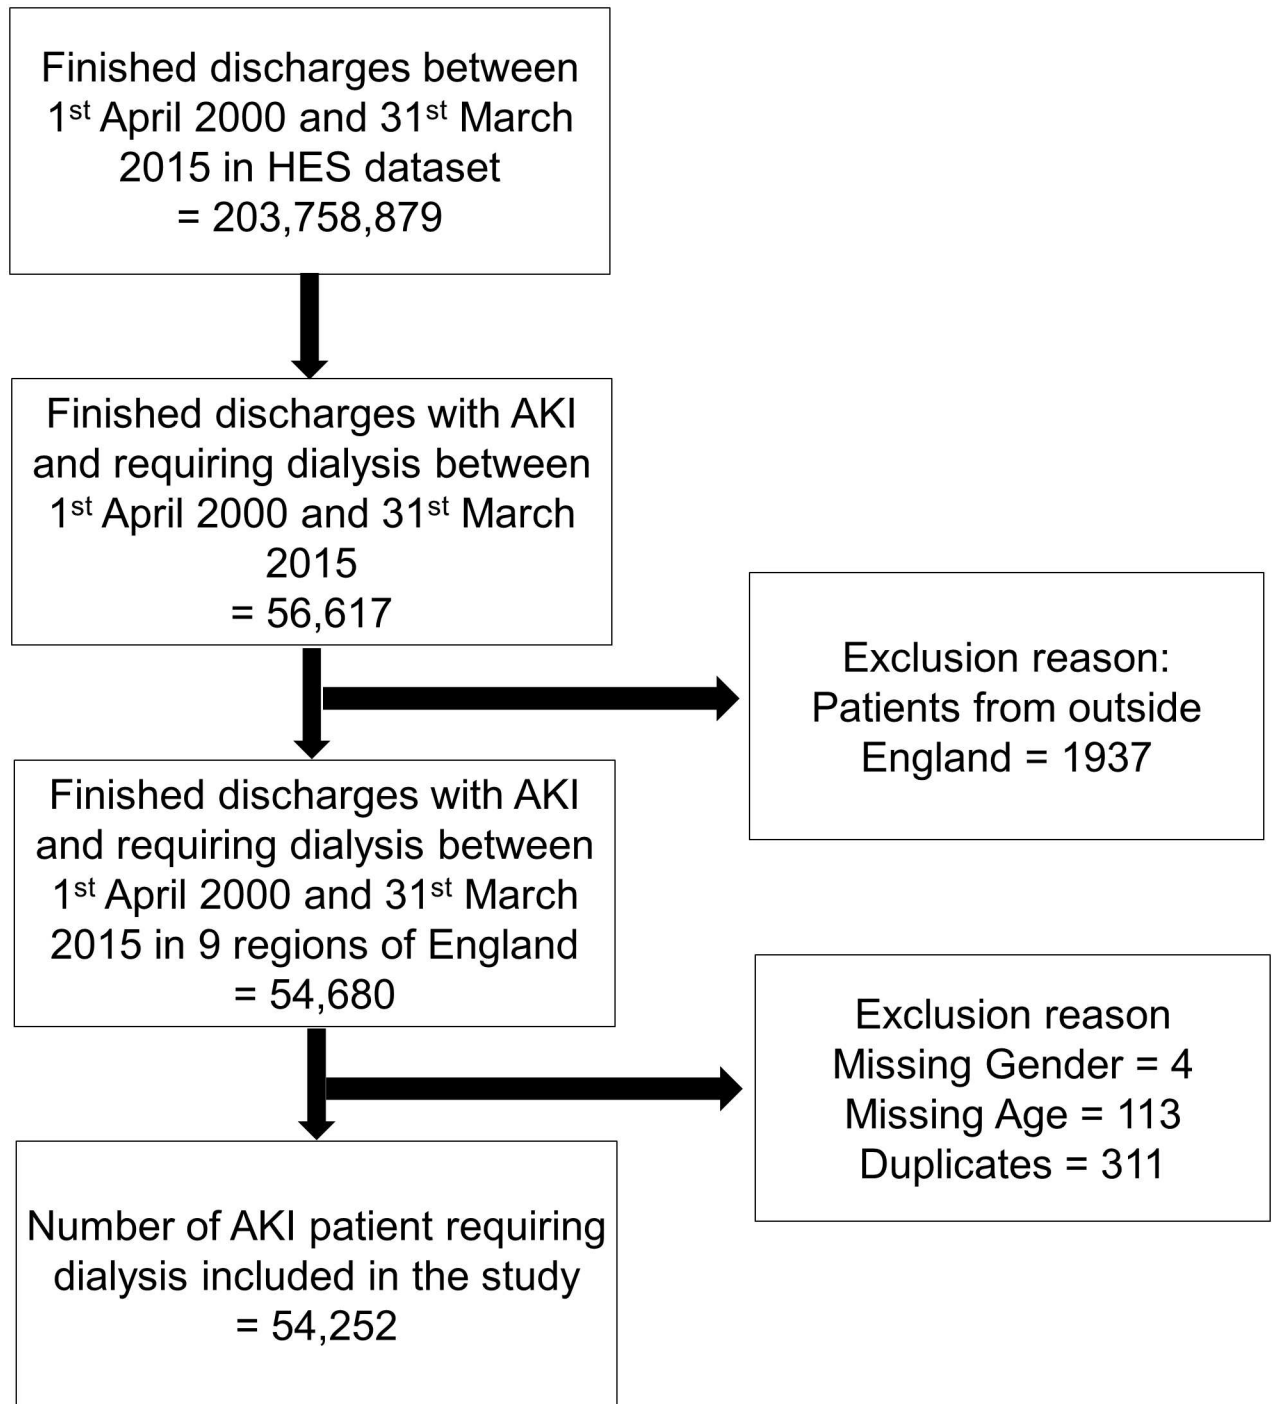 Finished discharges between
1st April 2000 and 31st March
2015 in HES dataset
= 203,758,879
Finished discharges with AKI
and requiring dialysis between
1st April 2000 and 31st March
2015
= 56,617
Exclusion reason:
Patients from outside
England = 1937
Finished discharges with AKI
and requiring dialysis between
1st April 2000 and 31st March
2015 in 9 regions of England
= 54,680
Exclusion reason
Missing Gender = 4
Missing Age = 113
Duplicates = 311
Number of AKI patient requiring
dialysis included in the study
= 54,252